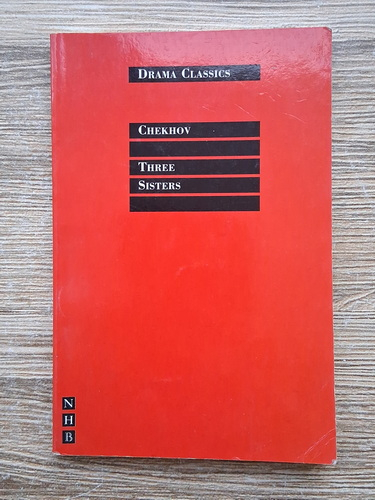 Drama Classics
Chekhov
Three
Sisters
N
H
B